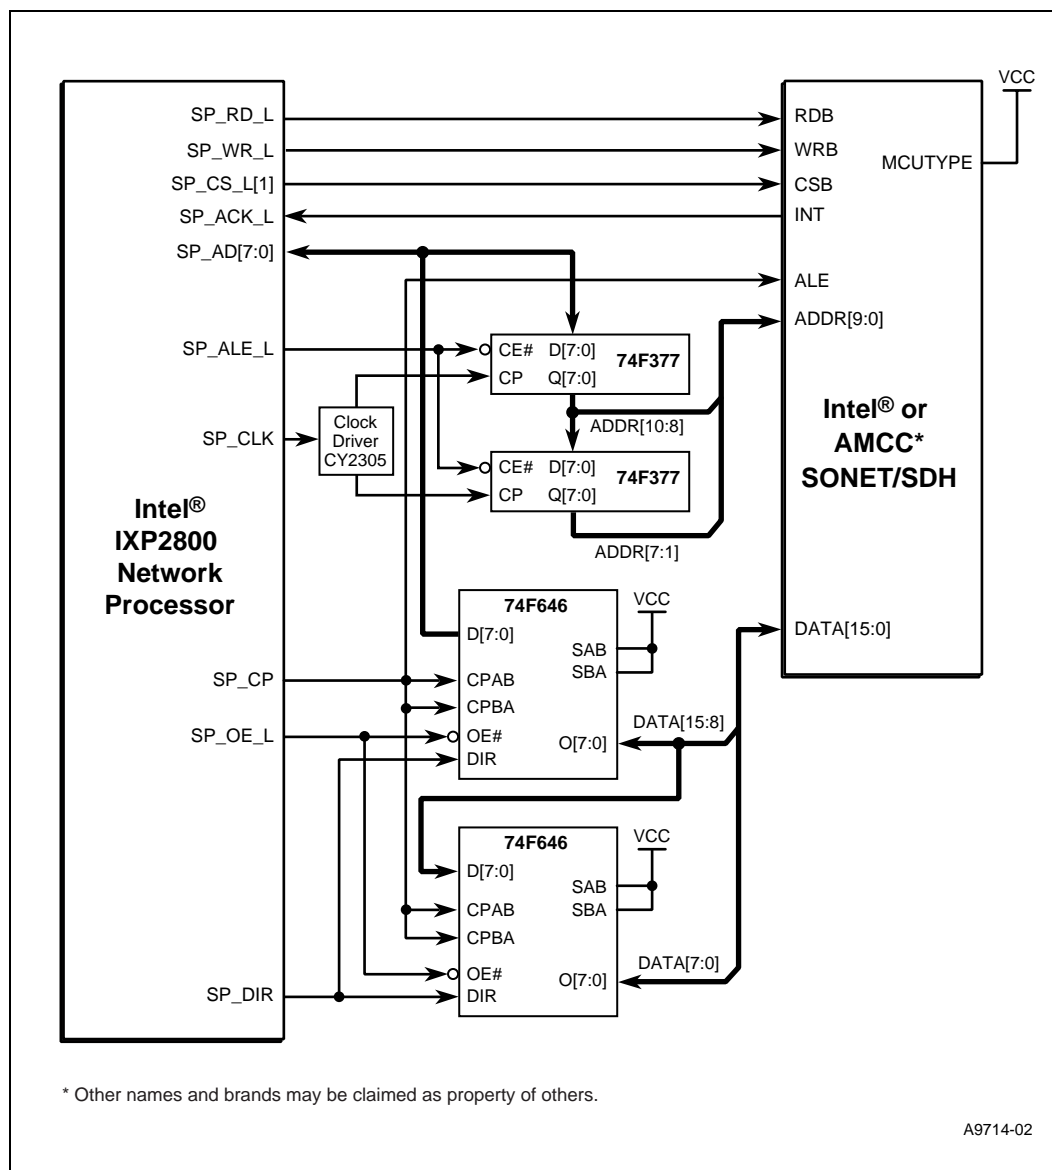 VCC
SP_RD_L
RDB
SP_WR_L
WRB
MCUTYPE
SP_CS_L[1]
CSB
SP_ACK_L
INT
SP_AD[7:0]
ALE
ADDR[9:0]
SP_ALE_L
CE# D[7:0]
74F377
CP Q[7:0]
ADDR[10:8]
SP_CLK
Clock
Driver
CY2305
CE# D[7:0]
74F377
CP Q[7:0]
ADDR[7:1]
Intel® or
AMCC*
SONET/SDH
Intel®
IXP2800
Network
Processor
74F646
VCC
D[7:0]
SAB
SBA
DATA[15:0]
SP_CP
CPAB
CPBA
DATA[15:8]
SP_OE_L
OE#
O[7:0]
DIR
74F646
VCC
D[7:0]
SAB
CPAB
SBA
CPBA
DATA[7:0]
OE#
O[7:0]
SP_DIR
DIR
* Other names and brands may be claimed as property of others.
A9714-02